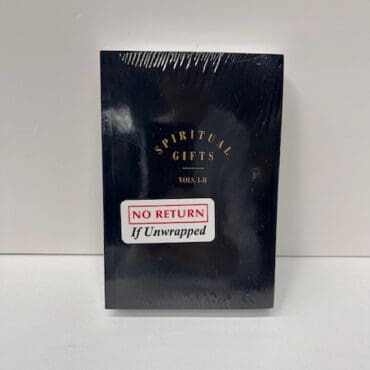 SPIRITUAL
GIFTS
VOLS. I-II
NO RETURN
If Unwrapped